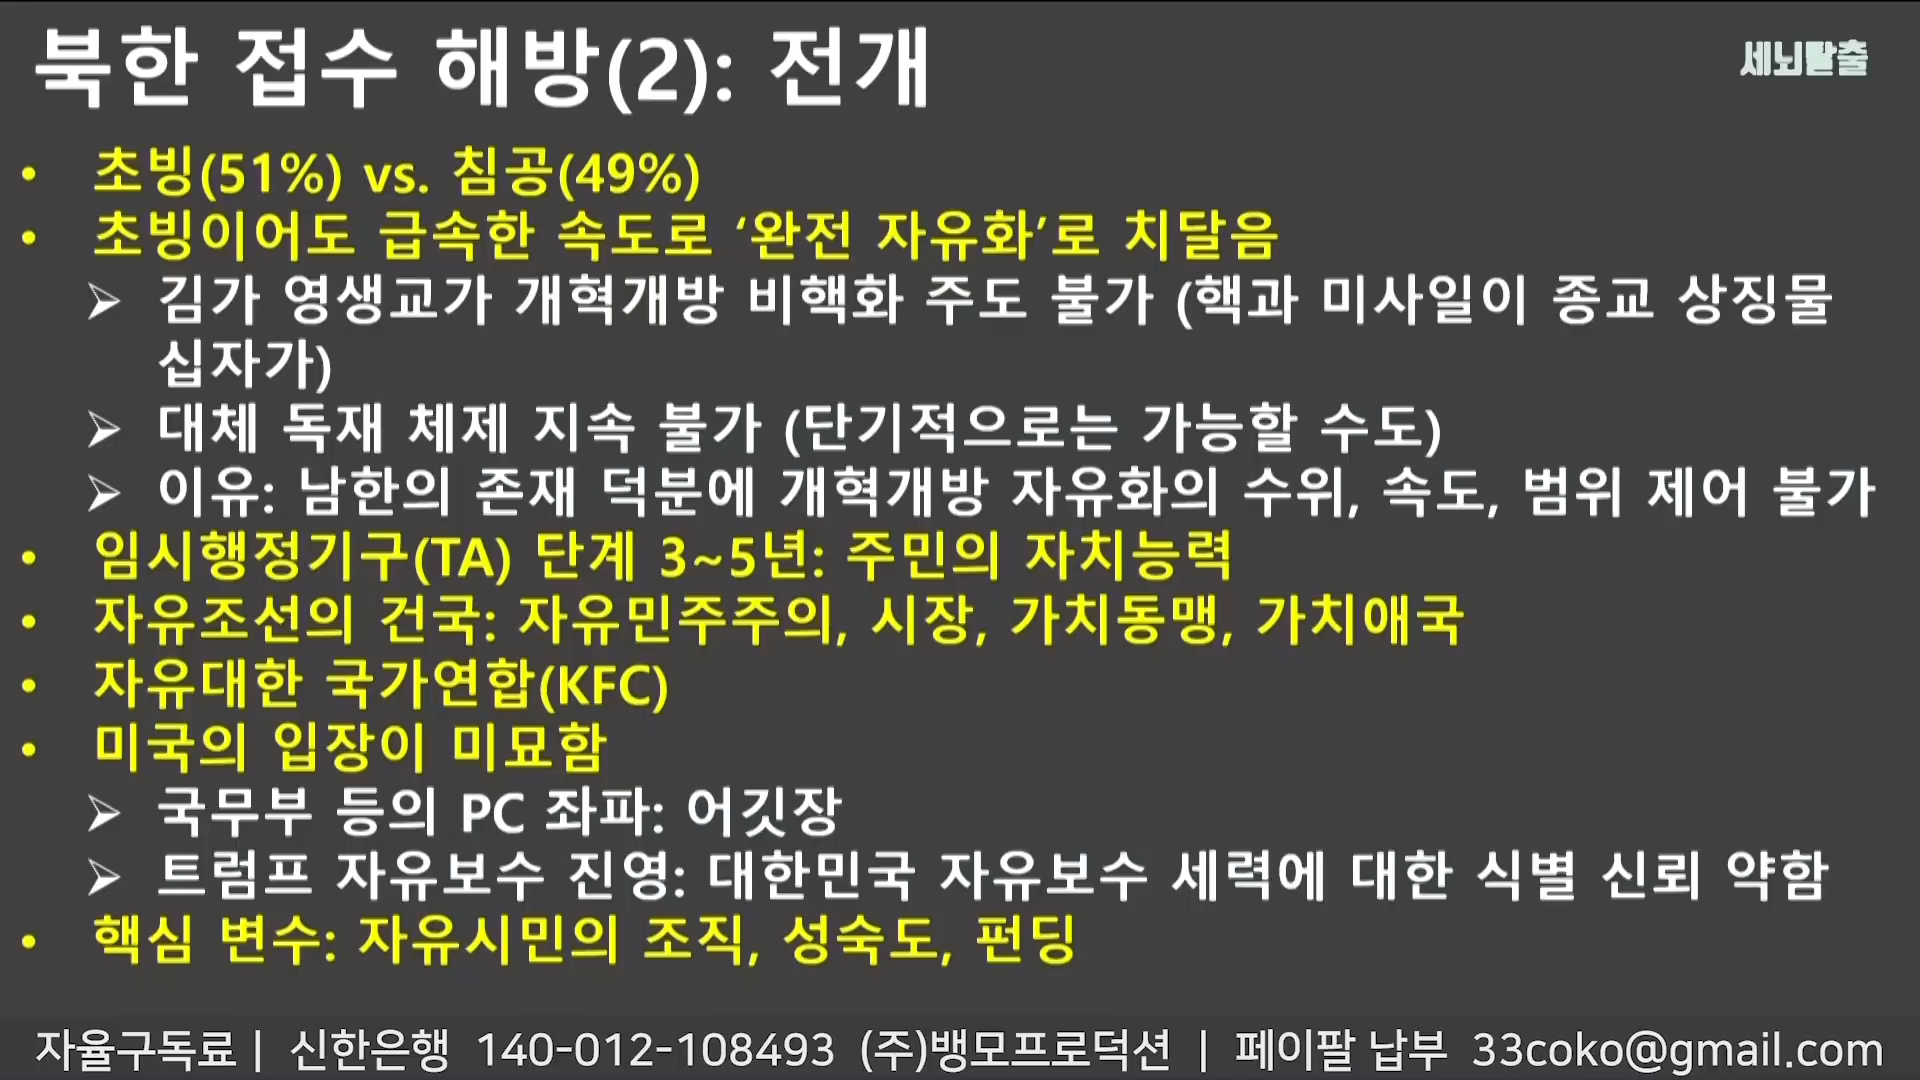 북한 접수 해방(2): 전개
세뇌탈출
• 초빙(51%) vs. 침공(49%)
• 초빙이어도 급속한 속도로 ‘완전 자유화’로 치달음
➢ 김가 영생교가 개혁개방 비핵화 주도 불가 (핵과 미사일이 종교 상징물
십자가)
➢ 대체 독재 체제 지속 불가 (단기적으로는 가능할 수도)
➢ 이유: 남한의 존재 덕분에 개혁개방 자유화의 수위, 속도, 범위 제어 불가
• 임시행정기구(TA) 단계 3~5년: 주민의 자치능력
• 자유조선의 건국: 자유민주주의, 시장, 가치동맹, 가치애국
• 자유대한 국가연합(KFC)
• 미국의 입장이 미묘함
➢ 국무부 등의 PC 좌파: 어깃장
➢ 트럼프 자유보수 진영: 대한민국 자유보수 세력에 대한 식별 신뢰 약함
• 핵심 변수: 자유시민의 조직, 성숙도, 펀딩
자율구독료 | 신한은행 140-012-108493 (주)뱅모프로덕션 | 페이팔 납부 33coko@gmail.com